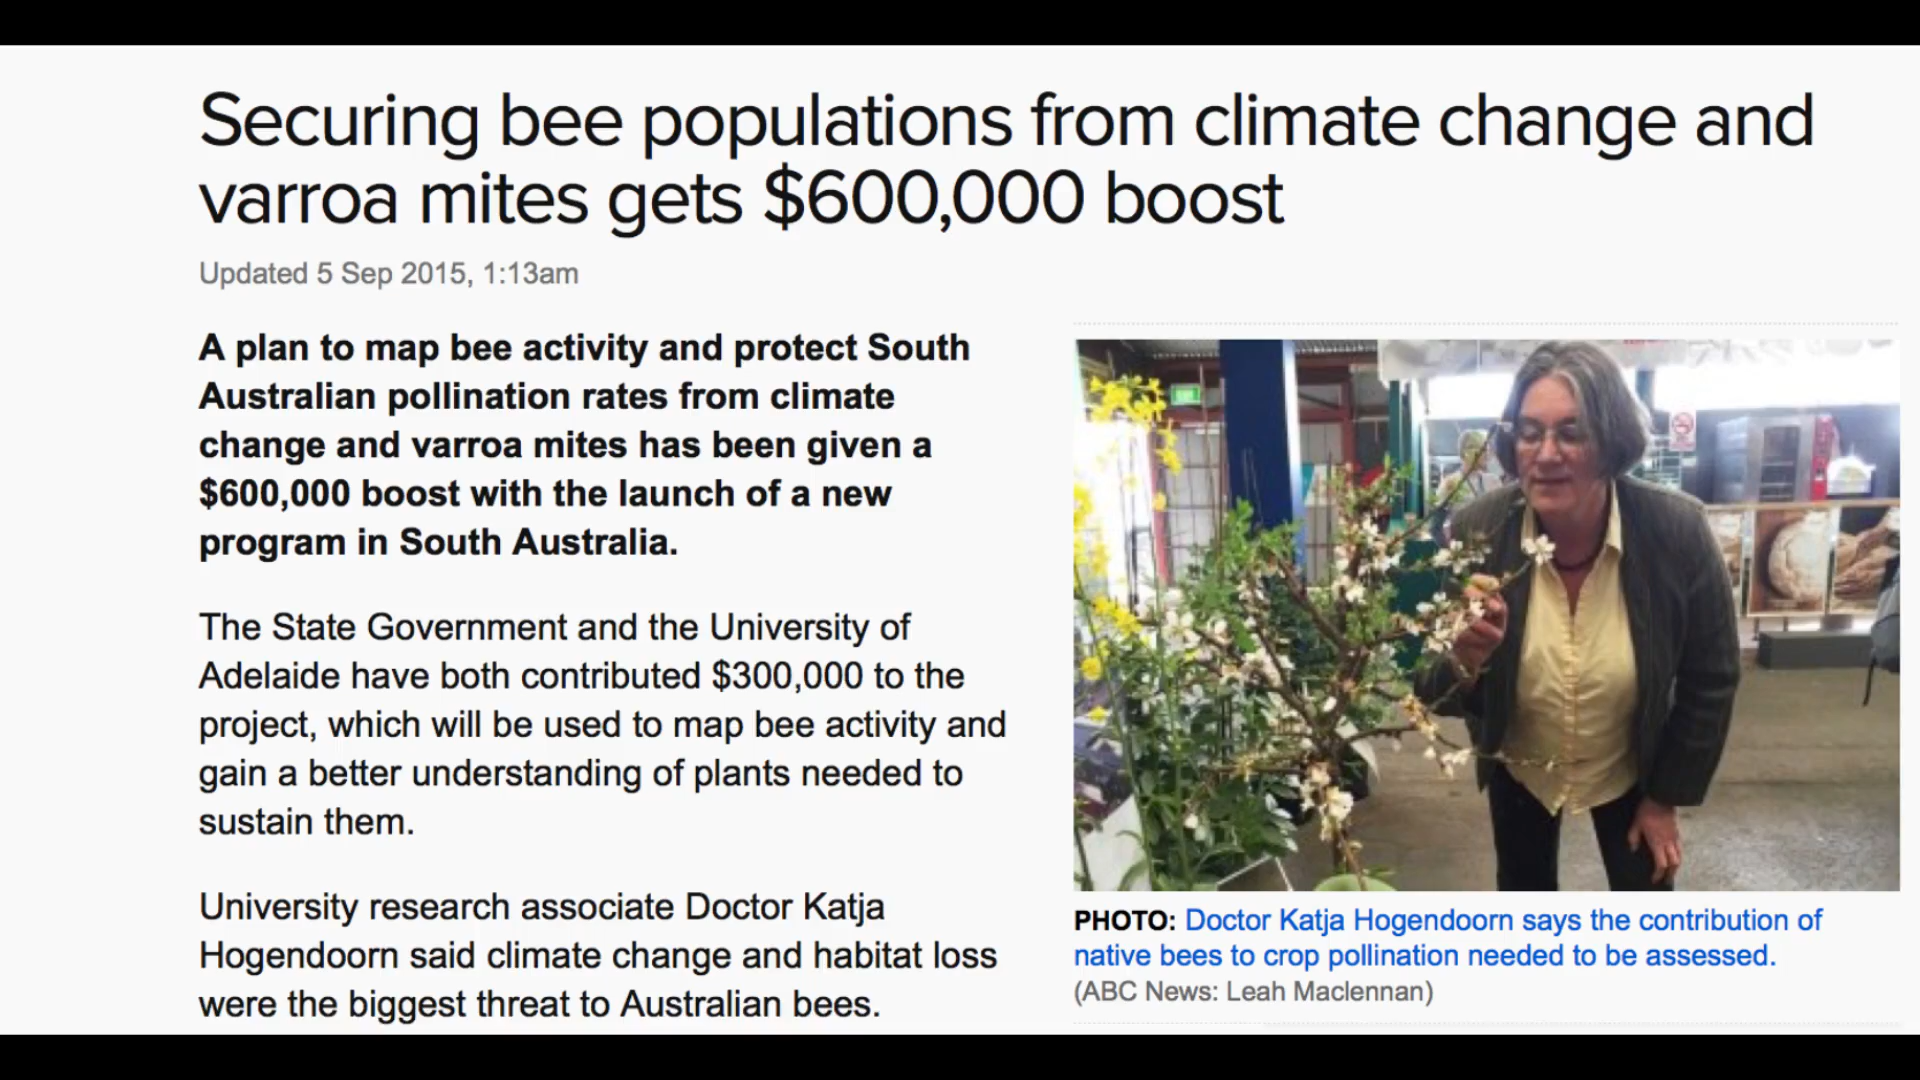 Securing bee populations from climate change and
varroa mites gets $600,000 boost
Updated 5 Sep 2015, 1:13am
A plan to map bee activity and protect South
Australian pollination rates from climate
change and varroa mites has been given a
$600,000 boost with the launch of a new
program in South Australia.
The State Government and the University of
Adelaide have both contributed $300,000 to the
project, which will be used to map bee activity and
gain a better understanding of plants needed to
sustain them.
University research associate Doctor Katja
Hogendoorn said climate change and habitat loss
were the biggest threat to Australian bees.
PHOTO: Doctor Katja Hogendoorn says the contribution of
native bees to crop pollination needed to be assessed.
(ABC News: Leah Maclennan)